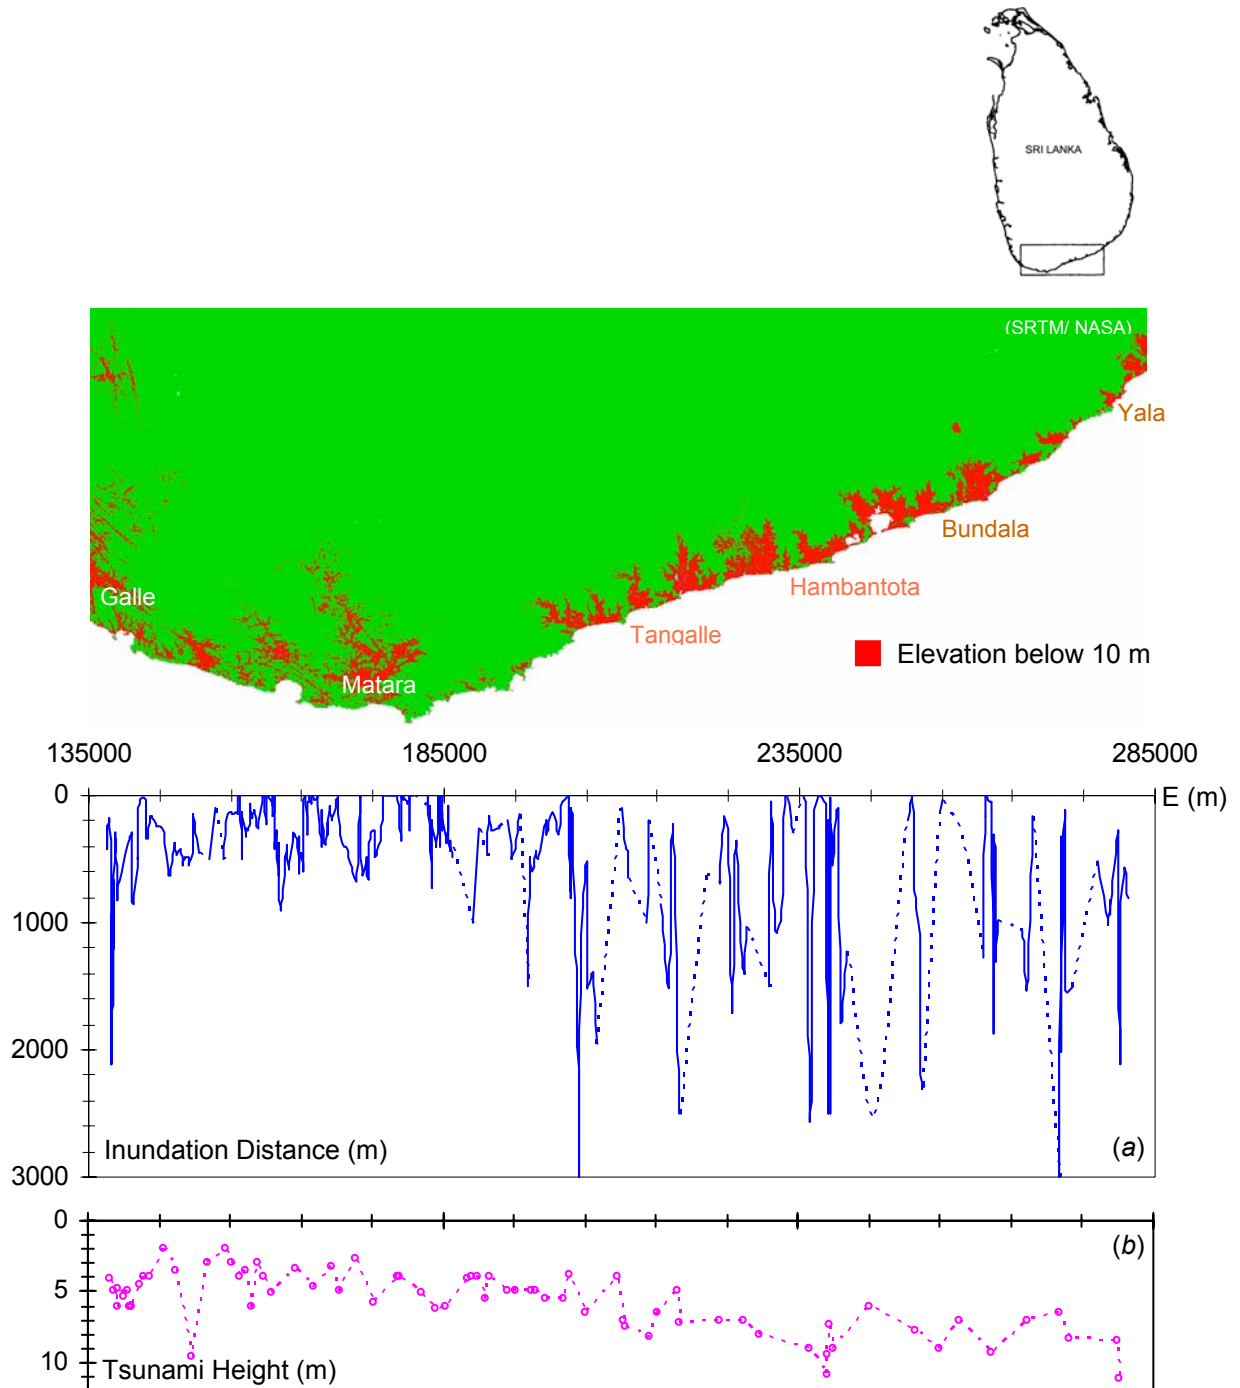 SRI LANKA
(SRTM/ NASA)
Yala
Bundala
Hambantota
Galle
Tangalle
Matara
Elevation below 10 m
135000 185000 235000 285000
0
E (m)
1000
2000
Inundation Distance (m) (a)
3000
0
(b)
5
10
Tsunami Height (m)